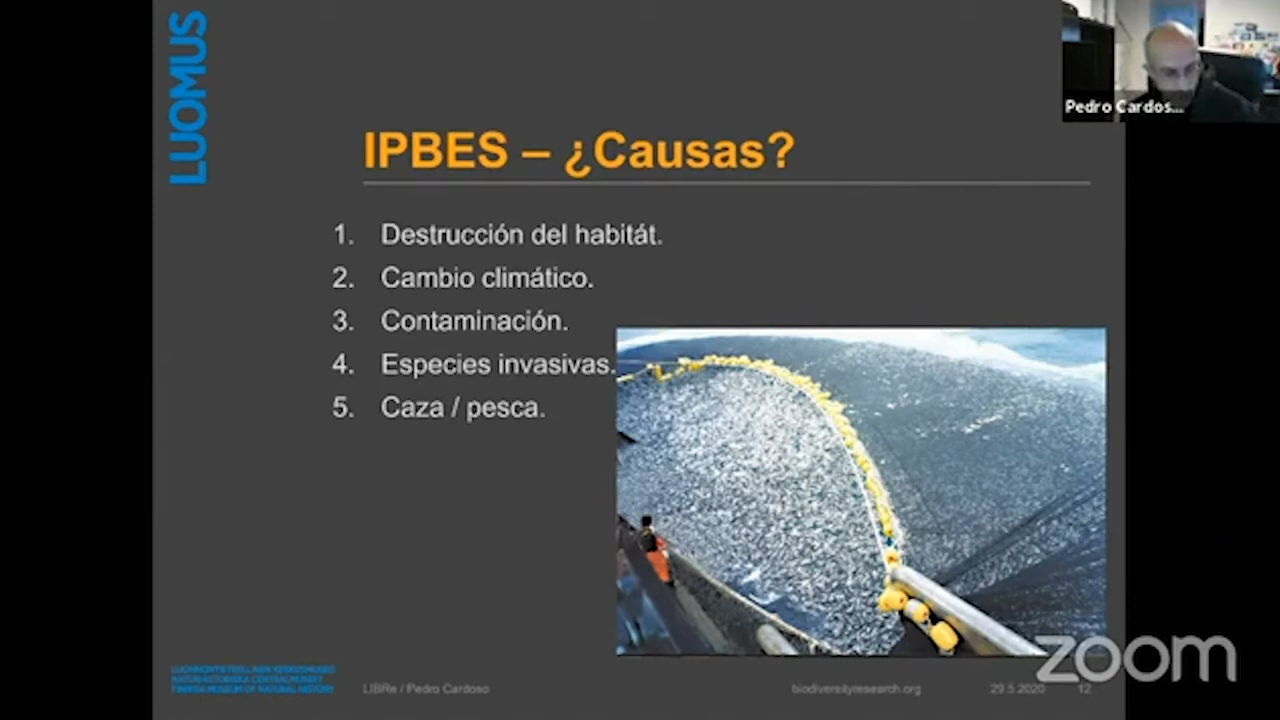 LUOMUS
Pedro Cardos...
IPBES – ¿Causas?
1. Destrucción del habitát.
2. Cambio climático.
3. Contaminación.
4. Especies invasivas.
5. Caza / pesca.
zoom
LUONNONTIETEELLINEN KESKUSMUSEO
NATURHISTORISKA CENTRALMUSEET
FINNISH MUSEUM OF NATURAL HISTORY
LIBRe / Pedro Cardoso
biodiversityresearch.org
29.5.2020
12